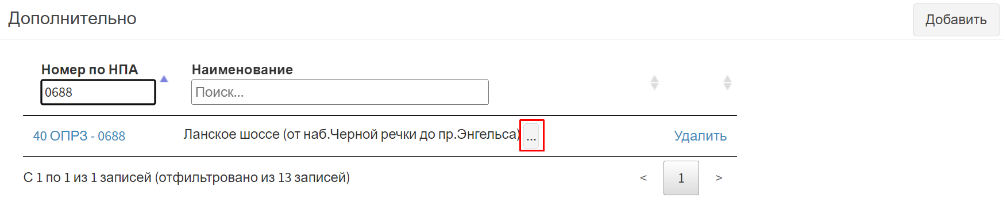 Дополнительно
Добавить
Номер по НПА Наименование
0688 Поиск...
40 ОПРЗ - 0688 Ланское шоссе (от наб.Черной речки до пр.Энгельса) ... Удалить
С 1 по 1 из 1 записей (отфильтровано из 13 записей) < 1 >